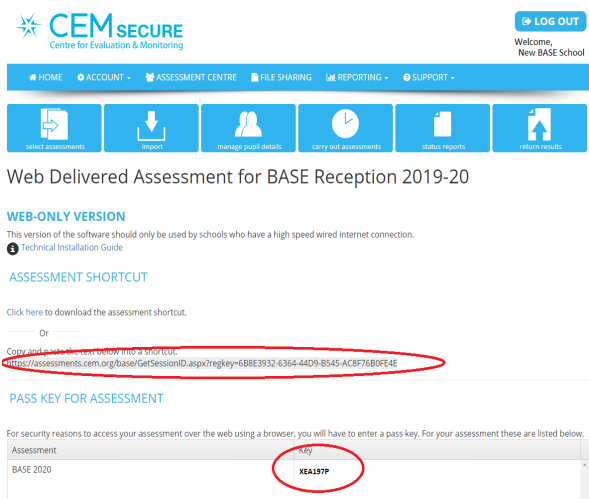 CEM SECURE
Centre for Evaluation & Monitoring
LOG OUT
Welcome,
New BASE School
HOME ACCOUNT ASSESSMENT CENTRE FILE SHARING REPORTING SUPPORT
select assessments import manage pupil details carry out assessments status reports return results
Web Delivered Assessment for BASE Reception 2019-20
WEB-ONLY VERSION
This version of the software should only be used by schools who have a high speed wired internet connection.
Technical Installation Guide
ASSESSMENT SHORTCUT
Click here to download the assessment shortcut.
Or
Copy and paste the text below into a shortcut.
https://assessments.cem.org/base/GetSessionID.aspx?regkey=6B8E3932-6364-44D9-B545-AC8F76B0FE4E
PASS KEY FOR ASSESSMENT
For security reasons to access your assessment over the web using a browser, you will have to enter a pass key. For your assessment these are listed below.
Assessment Key
BASE 2020 XEA197P